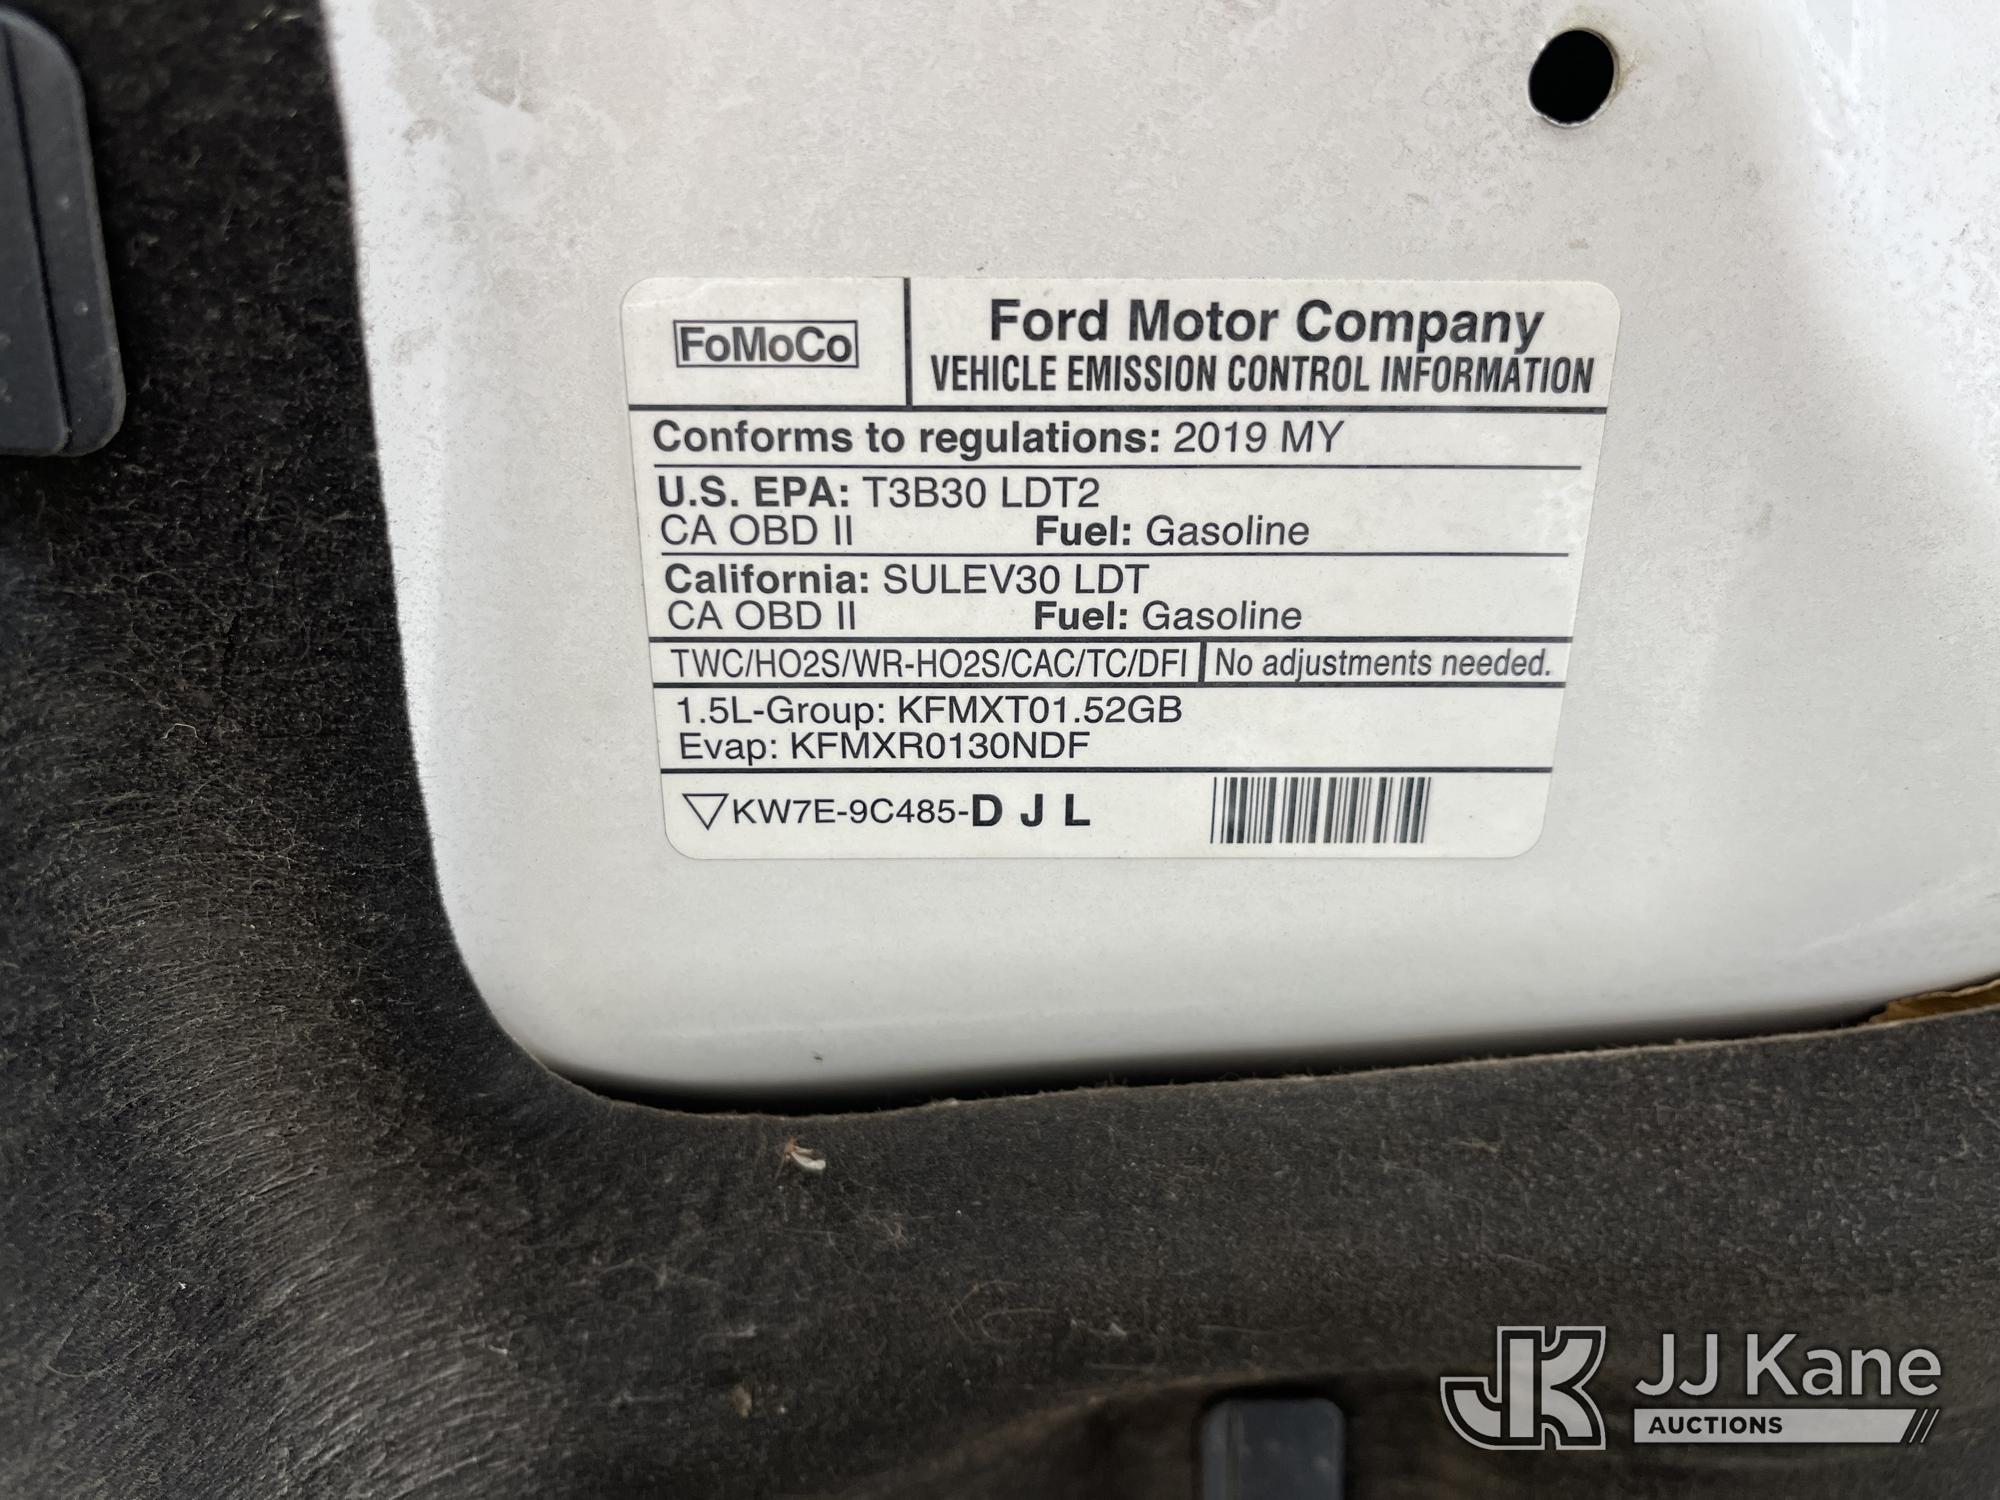 FoMoCo
Ford Motor Company
VEHICLE EMISSION CONTROL INFORMATION
Conforms to regulations: 2019 MY
U.S. EPA: T3B30 LDT2
CA OBD II Fuel: Gasoline
California: SULEV30 LDT
CA OBD II Fuel: Gasoline
TWC/HO2S/WR-HO2S/CAC/TC/DFI No adjustments needed.
1.5L-Group: KFMXT01.52GB
Evap: KFMXR0130NDF
KW7E-9C485-D J L
JK JJ Kane
AUCTIONS